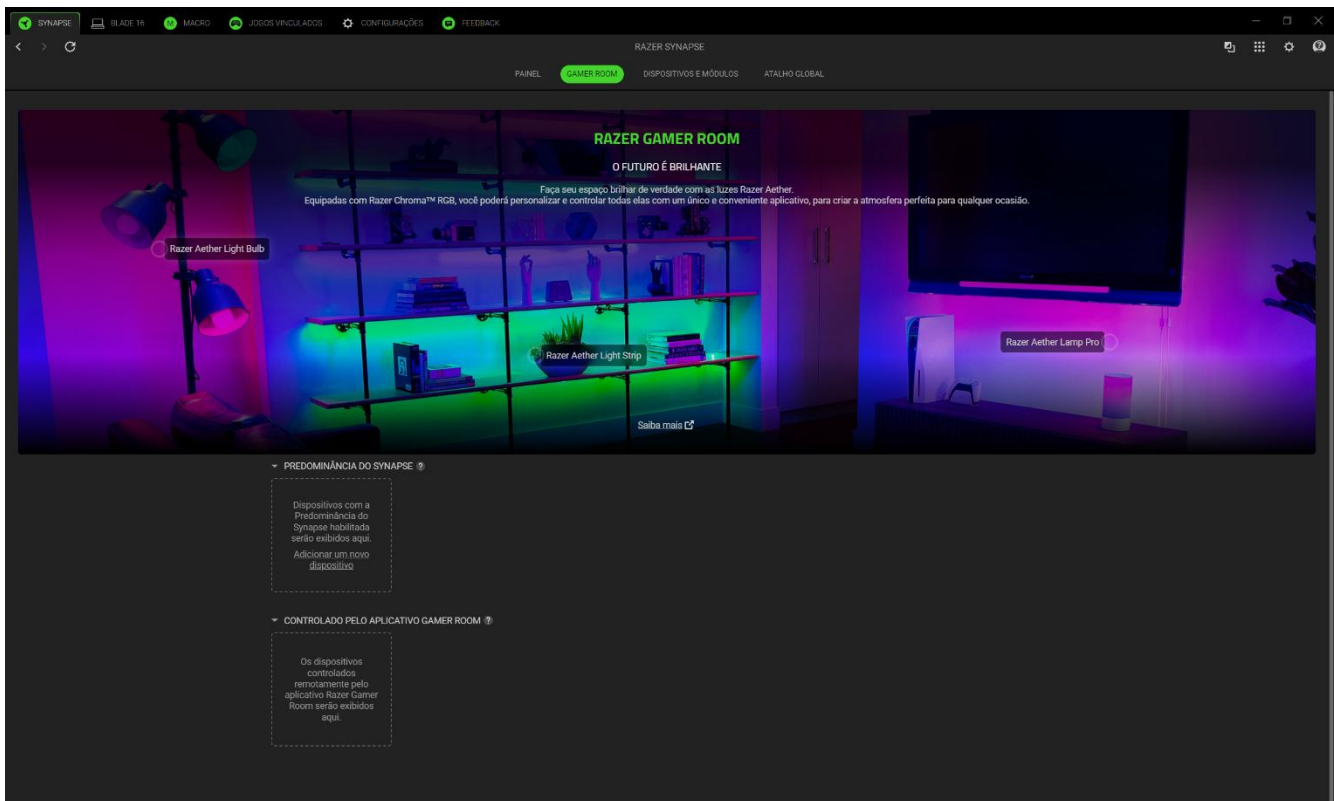 SYNAPSE
BLADE 16
MACRO
JOGOS VINCULADOS
CONFIGURAÇÕES
FEEDBACK
RAZER SYNAPSE
PAINEL
GAMER ROOM
DISPOSITIVOS E MÓDULOS
ATALHO GLOBAL
RAZER GAMER ROOM
O FUTURO É BRILHANTE
Faça seu espaço brilhar de verdade com as luzes Razer Aether.
Equipadas com Razer Chroma™ RGB, você poderá personalizar e controlar todas elas com um único e conveniente aplicativo, para criar a atmosfera perfeita para qualquer ocasião.
Razer Aether Light Bulb
Razer Aether Light Strip
Razer Aether Lamp Pro
Saiba mais
PREDOMINÂNCIA DO SYNAPSE ?
Dispositivos com a
Predominância do
Synapse habilitada
serão exibidos aqui.
Adicionar um novo
dispositivo
CONTROLADO PELO APLICATIVO GAMER ROOM ?
Os dispositivos
controlados
remotamente pelo
aplicativo Razer Gamer
Room serão exibidos
aqui.